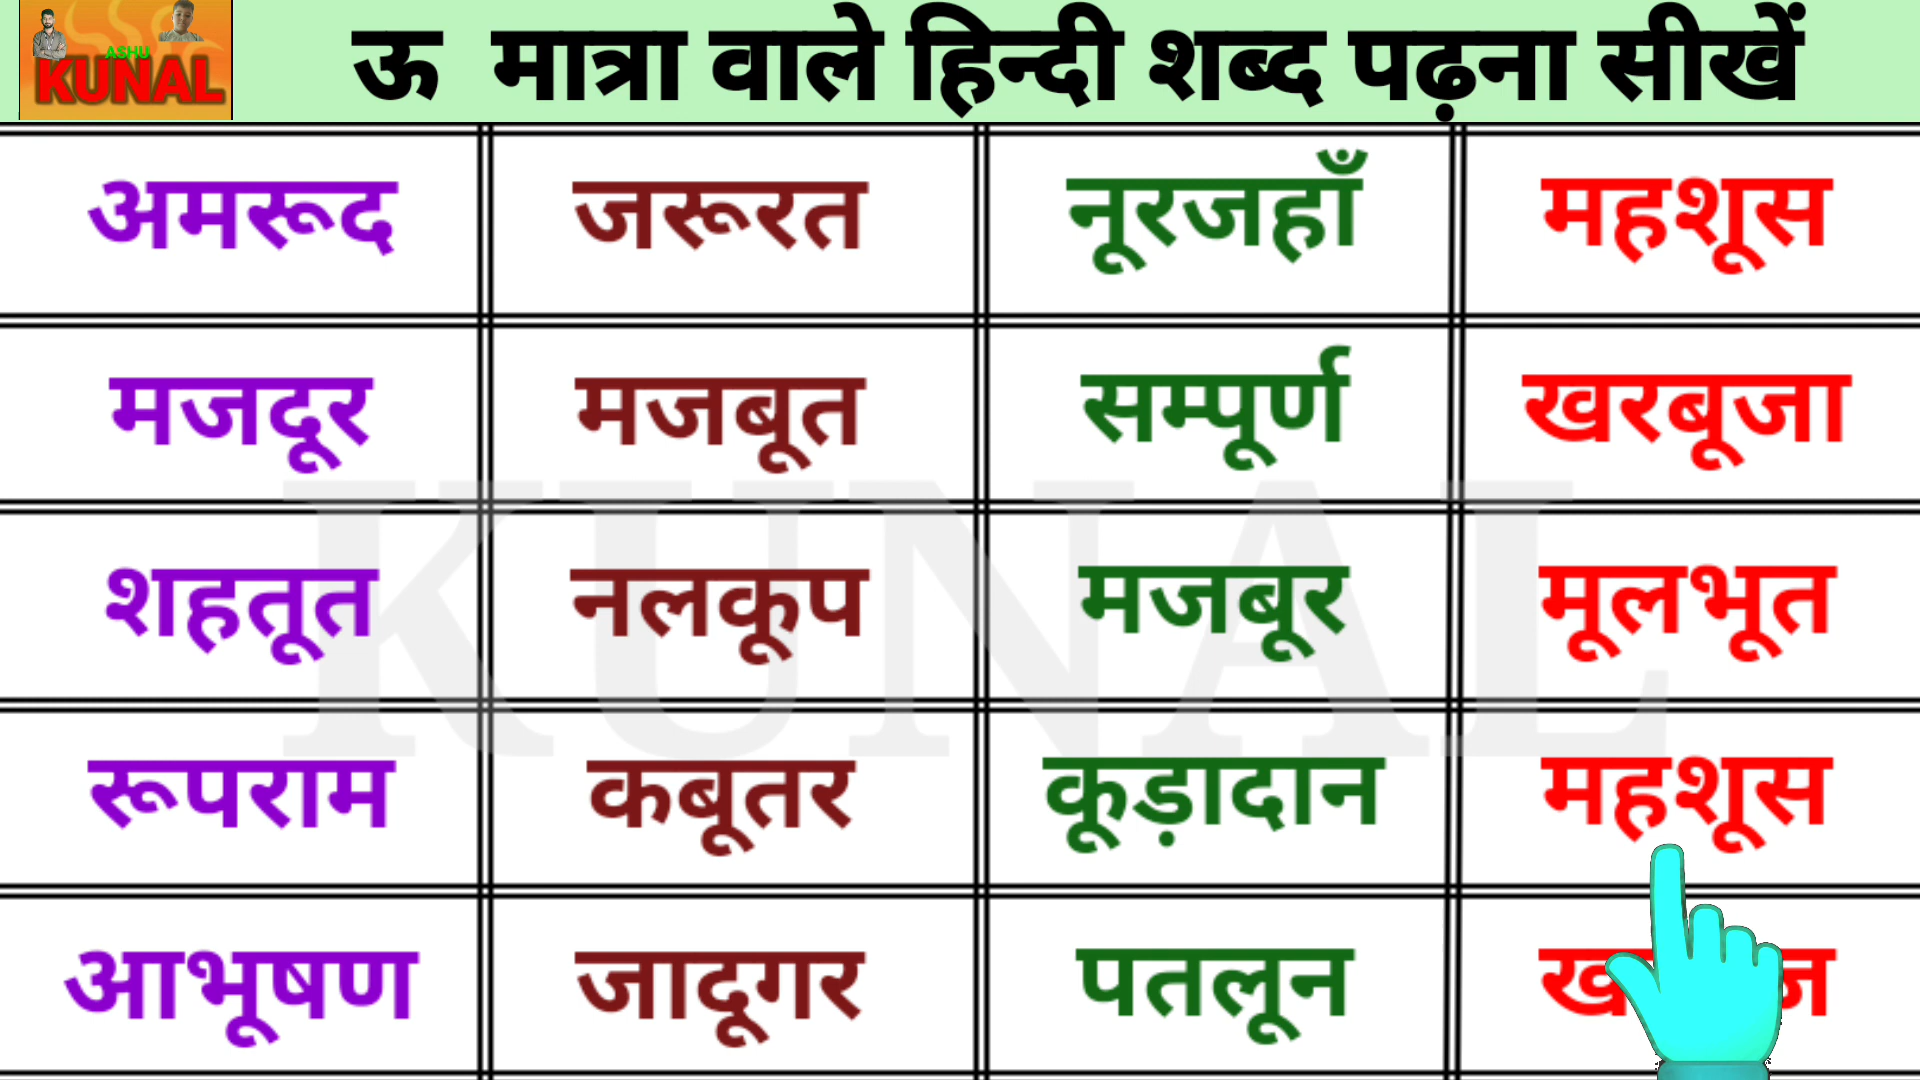 ASHU
KUNAL
ऊ मात्रा वाले हिन्दी शब्द पढ़ना सीखें
अमरूद जरूरत नूरजहाँ महशूस
मजदूर मजबूत सम्पूर्ण खरबूजा
शहतूत नलकूप मजबूर मूलभूत
रूपराम कबूतर कूड़ादान महशूस
आभूषण जादूगर पतलून
KUNAL